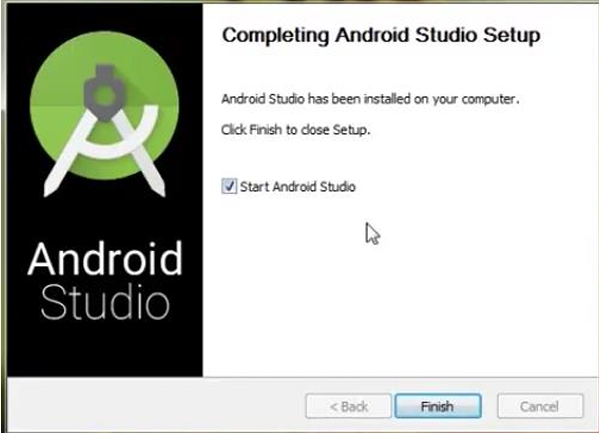 Completing Android Studio Setup
Android Studio has been installed on your computer.
Click Finish to close Setup.
Start Android Studio
Android
Studio
< Back Finish Cancel